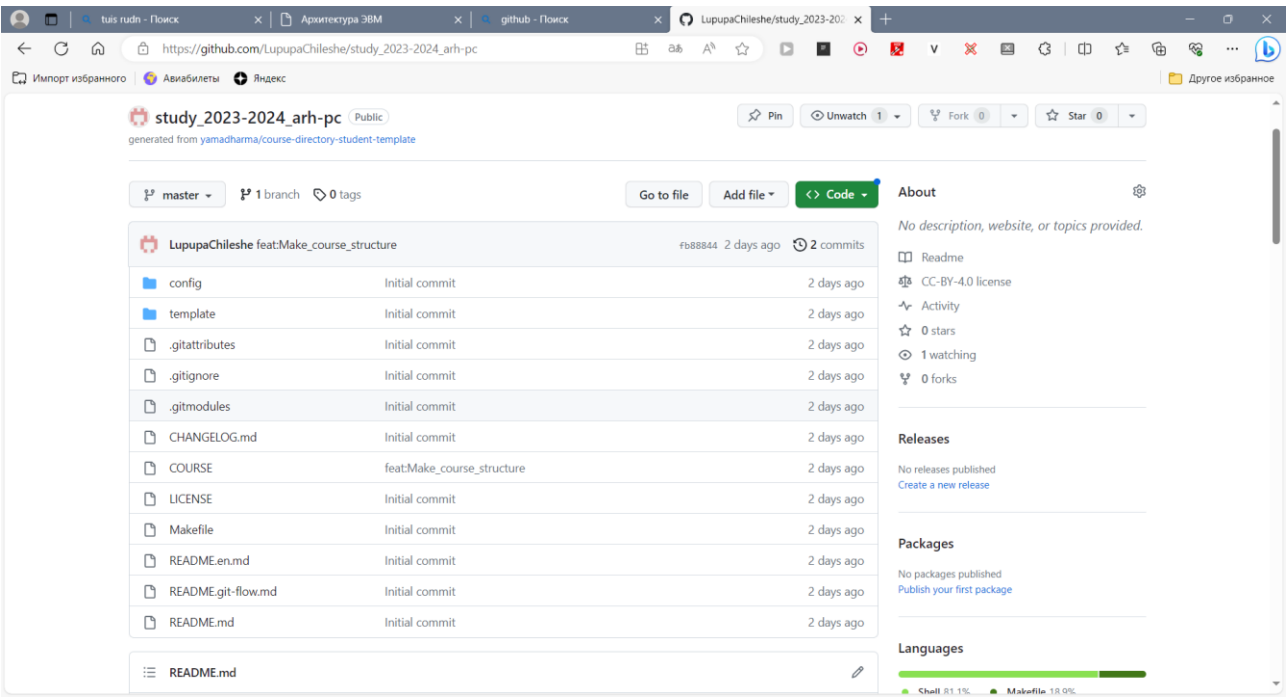 tuis rudn - Поиск
Архитектура ЭВМ
github - Поиск
LupupaChileshe/study_2023-202
https://github.com/LupupaChileshe/study_2023-2024_arh-pc
Импорт избранного
Авиабилеты
Яндекс
Другое избранное
study_2023-2024_arh-pc Public
Pin
Unwatch 1
Fork 0
Star 0
generated from yamadharma/course-directory-student-template
master
1 branch
0 tags
Go to file
Add file
<> Code
LupupaChileshe feat:Make_course_structure fb88844 2 days ago 2 commits
config Initial commit 2 days ago
template Initial commit 2 days ago
.gitattributes Initial commit 2 days ago
.gitignore Initial commit 2 days ago
.gitmodules Initial commit 2 days ago
CHANGELOG.md Initial commit 2 days ago
COURSE feat:Make_course_structure 2 days ago
LICENSE Initial commit 2 days ago
Makefile Initial commit 2 days ago
README.en.md Initial commit 2 days ago
README.git-flow.md Initial commit 2 days ago
README.md Initial commit 2 days ago
README.md
About
No description, website, or topics provided.
Readme
CC-BY-4.0 license
Activity
0 stars
1 watching
0 forks
Releases
No releases published
Create a new release
Packages
No packages published
Publish your first package
Languages
Shell 81.1% Makefile 18.9%